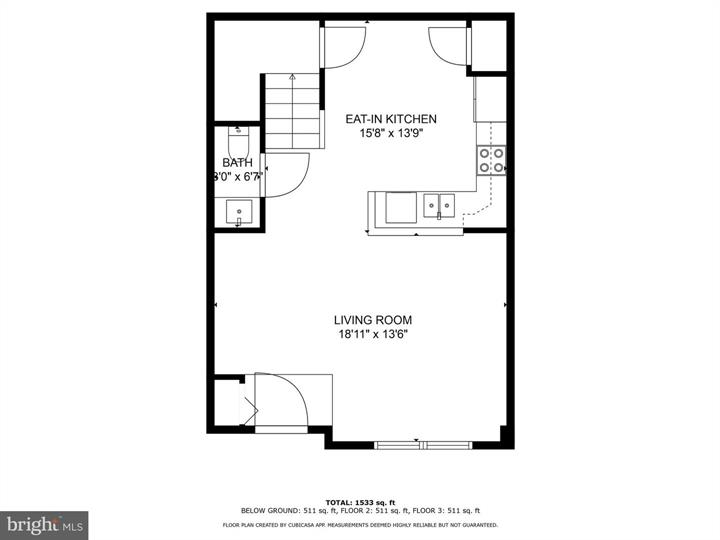 EAT-IN KITCHEN
15'8" x 13'9"
BATH
3'0" x 6'7"
LIVING ROOM
18'11" x 13'6"
TOTAL: 1533 sq. ft
BELOW GROUND: 511 sq. ft, FLOOR 2: 511 sq. ft, FLOOR 3: 511 sq. ft
FLOOR PLAN CREATED BY CUBICASA APP. MEASUREMENTS DEEMED HIGHLY RELIABLE BUT NOT GUARANTEED.
bright MLS